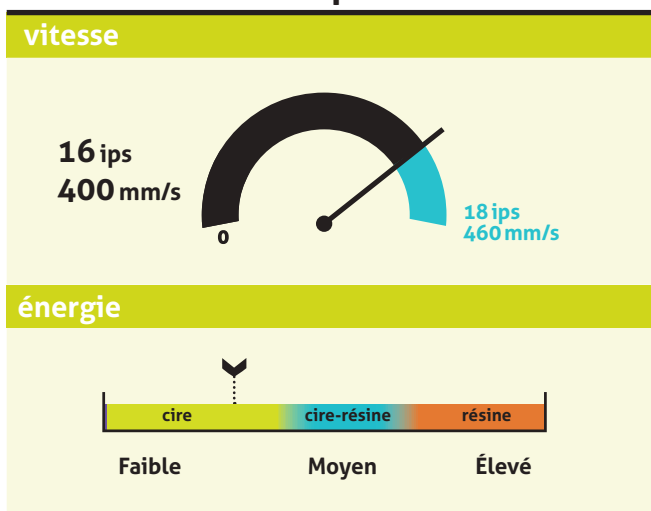 vitesse
16 ips
400 mm/s
0
18 ips
460 mm/s
énergie
cire cire-résine résine
Faible Moyen Élevé